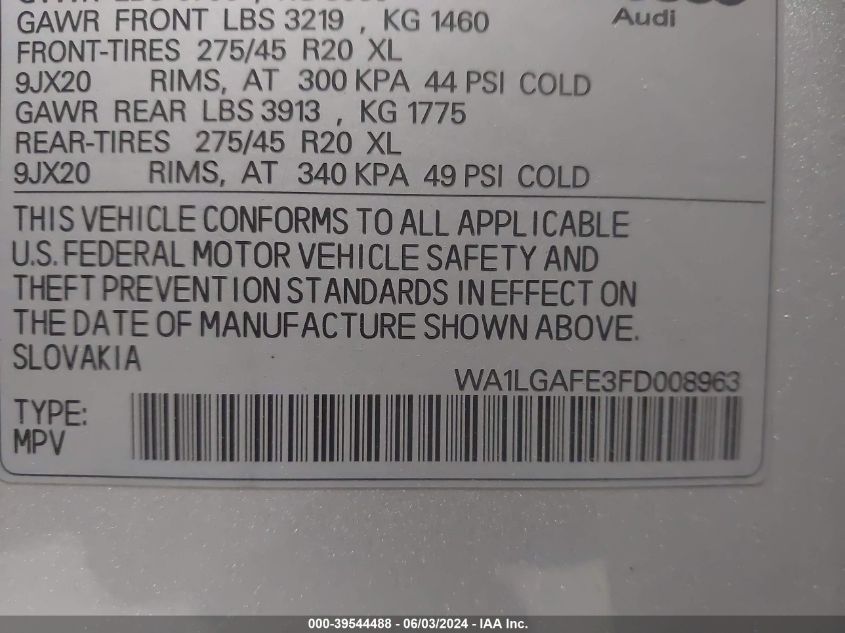 GAWR FRONT LBS 3219 , KG 1460
Audi
FRONT-TIRES 275/45 R20 XL
9JX20 RIMS, AT 300 KPA 44 PSI COLD
GAWR REAR LBS 3913 , KG 1775
REAR-TIRES 275/45 R20 XL
9JX20 RIMS, AT 340 KPA 49 PSI COLD
THIS VEHICLE CONFORMS TO ALL APPLICABLE
U.S. FEDERAL MOTOR VEHICLE SAFETY AND
THEFT PREVENTION STANDARDS IN EFFECT ON
THE DATE OF MANUFACTURE SHOWN ABOVE.
SLOVAKIA
WA1LGAFE3FD008963
TYPE:
MPV
000-39544488 - 06/03/2024 - IAA Inc.